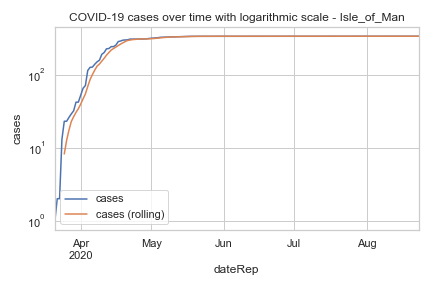 COVID-19 cases over time with logarithmic scale - Isle_of_Man
cases
10²
10¹
10⁰
cases
cases (rolling)
Apr
2020
May
Jun
Jul
Aug
dateRep